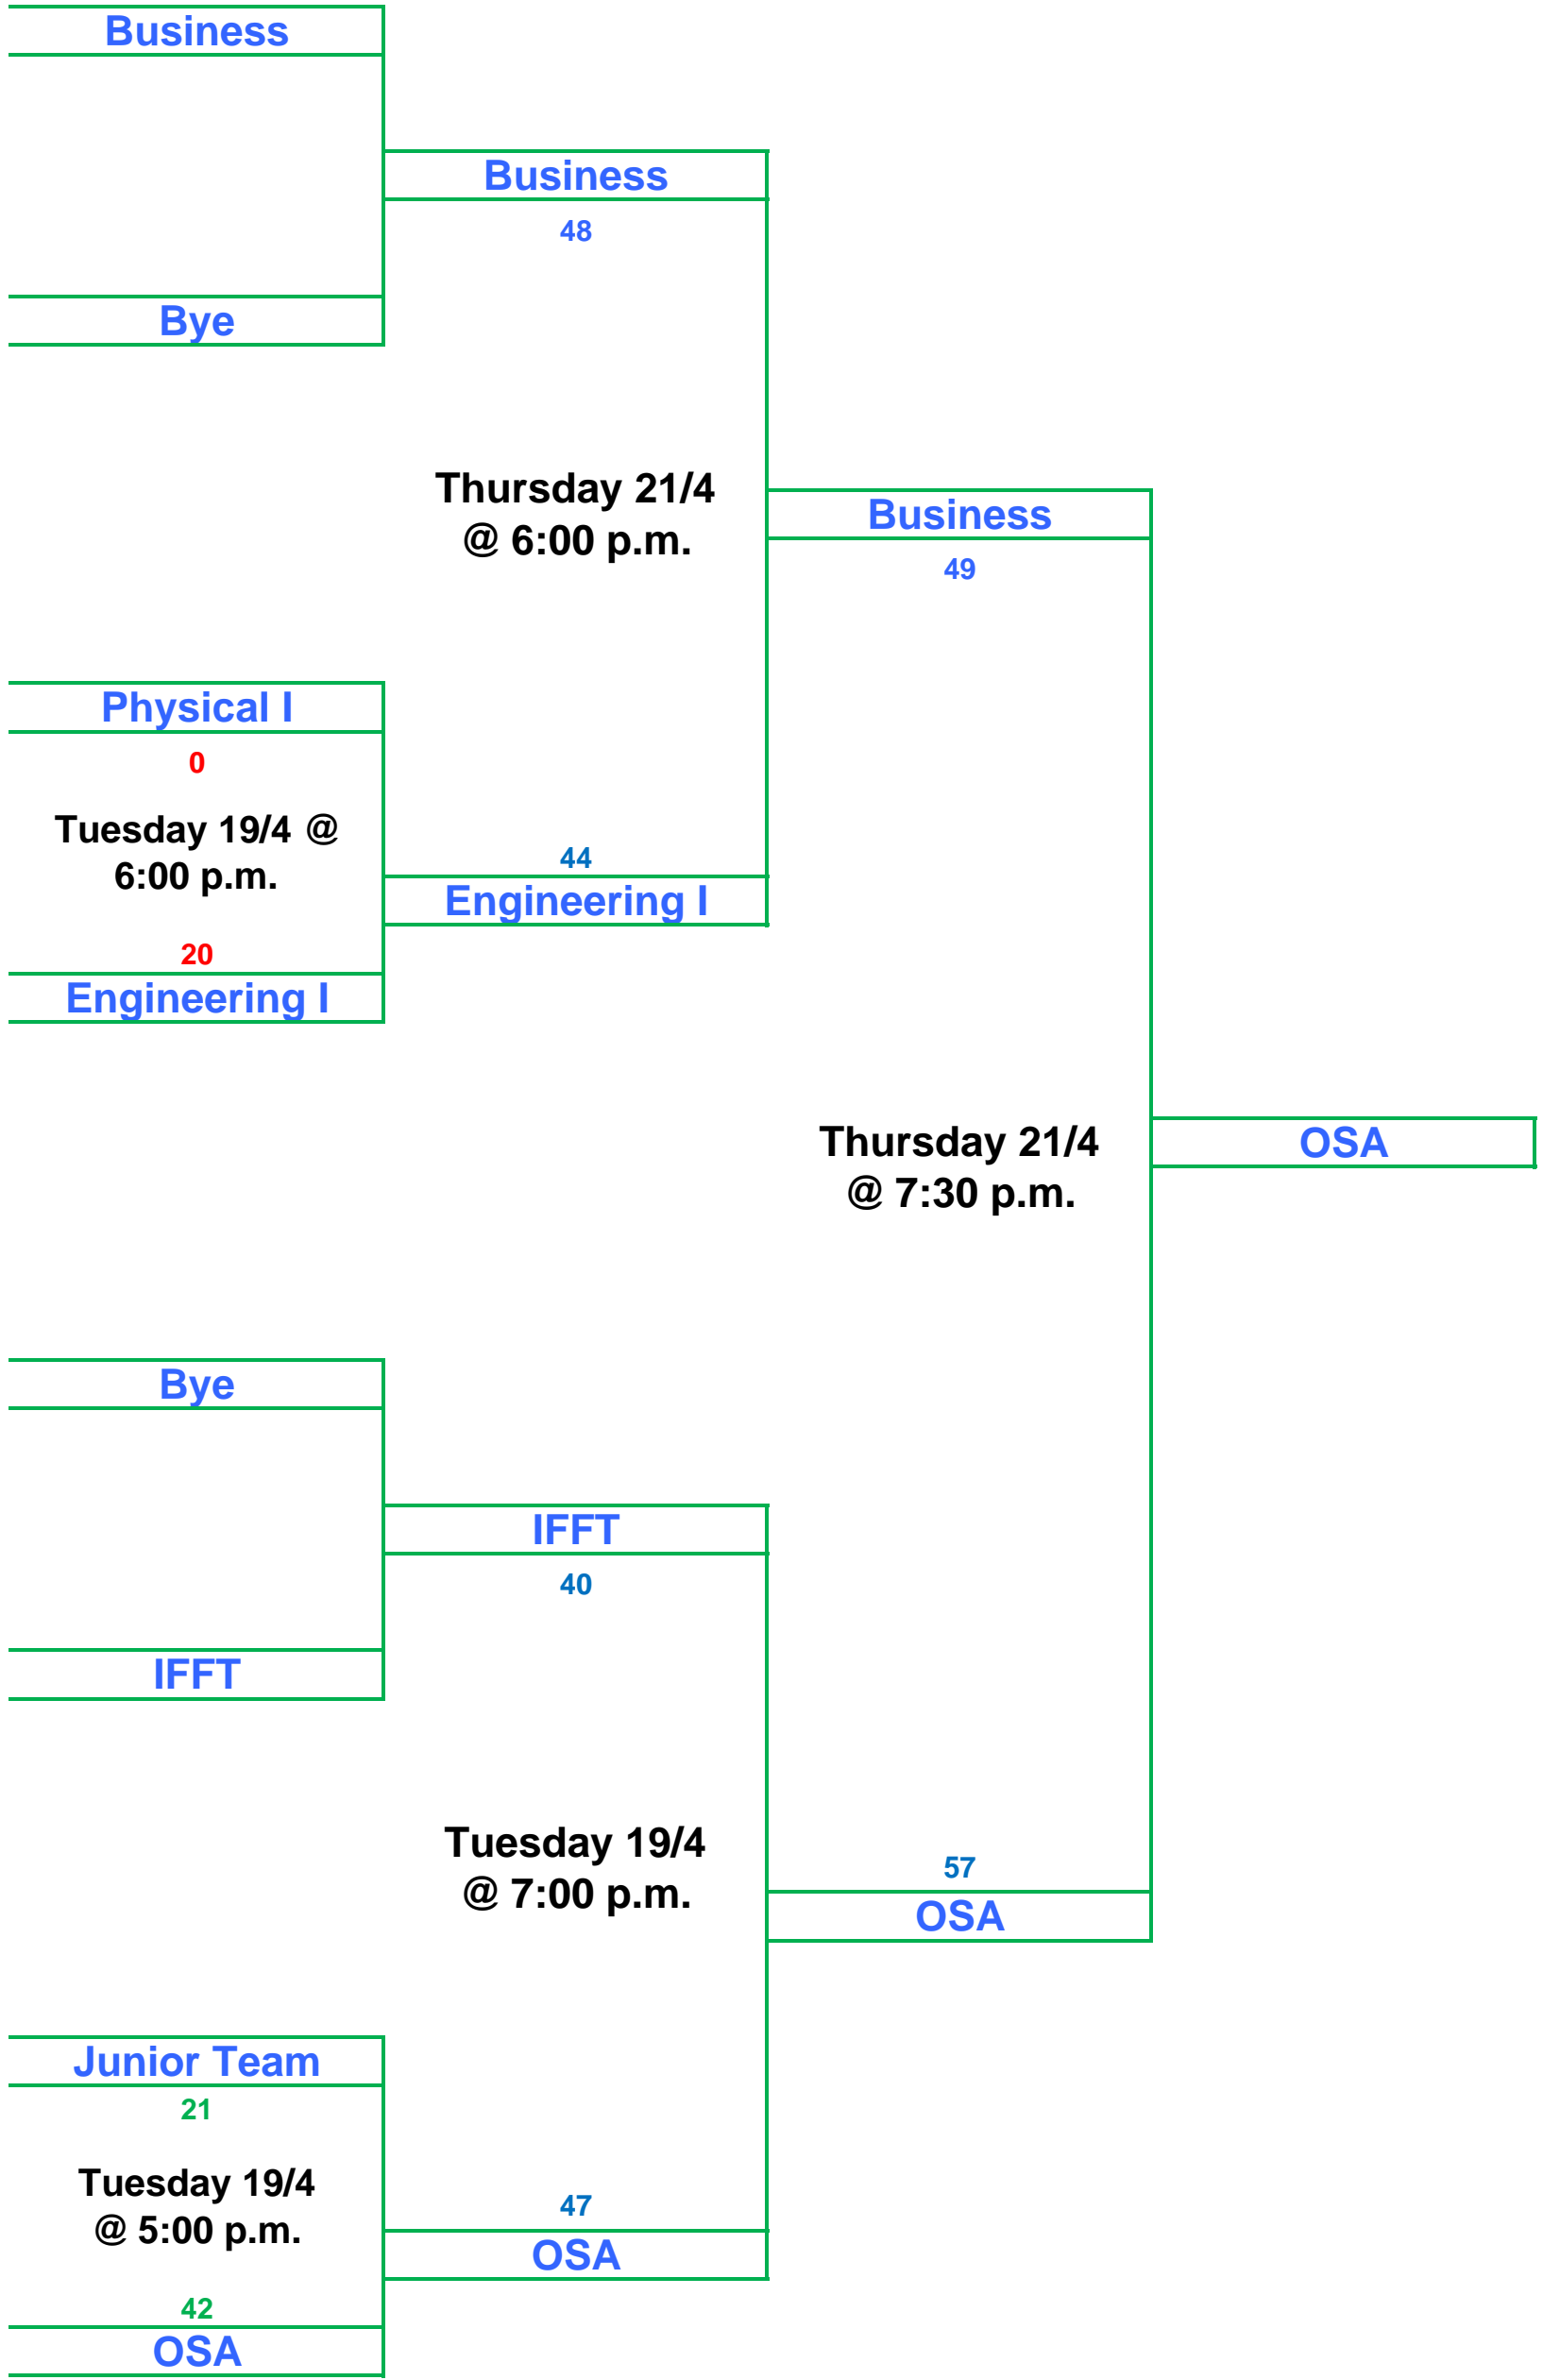 Business
Business
48
Bye
Thursday 21/4
@ 6:00 p.m.
Business
49
Physical I
0
Tuesday 19/4 @
6:00 p.m.
44
Engineering I
20
Engineering I
Thursday 21/4
@ 7:30 p.m.
OSA
Bye
IFFT
40
IFFT
Tuesday 19/4
@ 7:00 p.m.
57
OSA
Junior Team
21
Tuesday 19/4
@ 5:00 p.m.
47
OSA
42
OSA